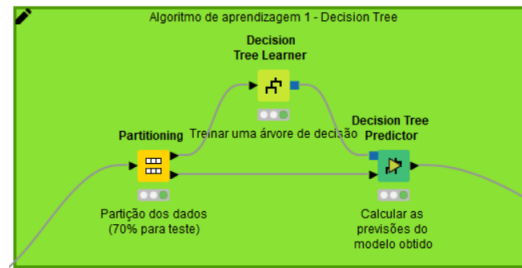 Algoritmo de aprendizagem 1 - Decision Tree
Decision
Tree Learner
Treinar uma árvore de decisão
Partitioning
Partição dos dados
(70% para teste)
Decision Tree
Predictor
Calcular as
previsões do
modelo obtido